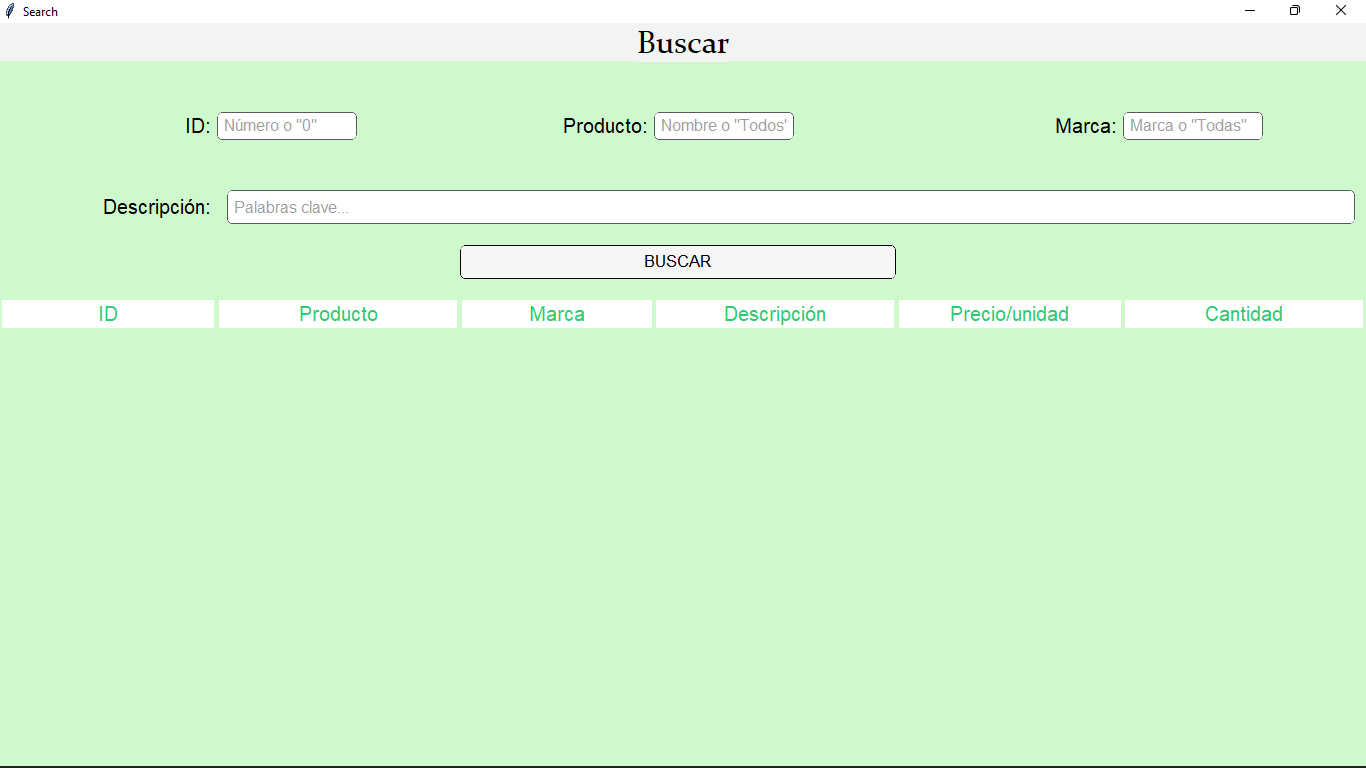 Search
Buscar
ID: Número o "0" Producto: Nombre o "Todos' Marca: Marca o "Todas"
Descripción: Palabras clave...
BUSCAR
ID Producto Marca Descripción Precio/unidad Cantidad